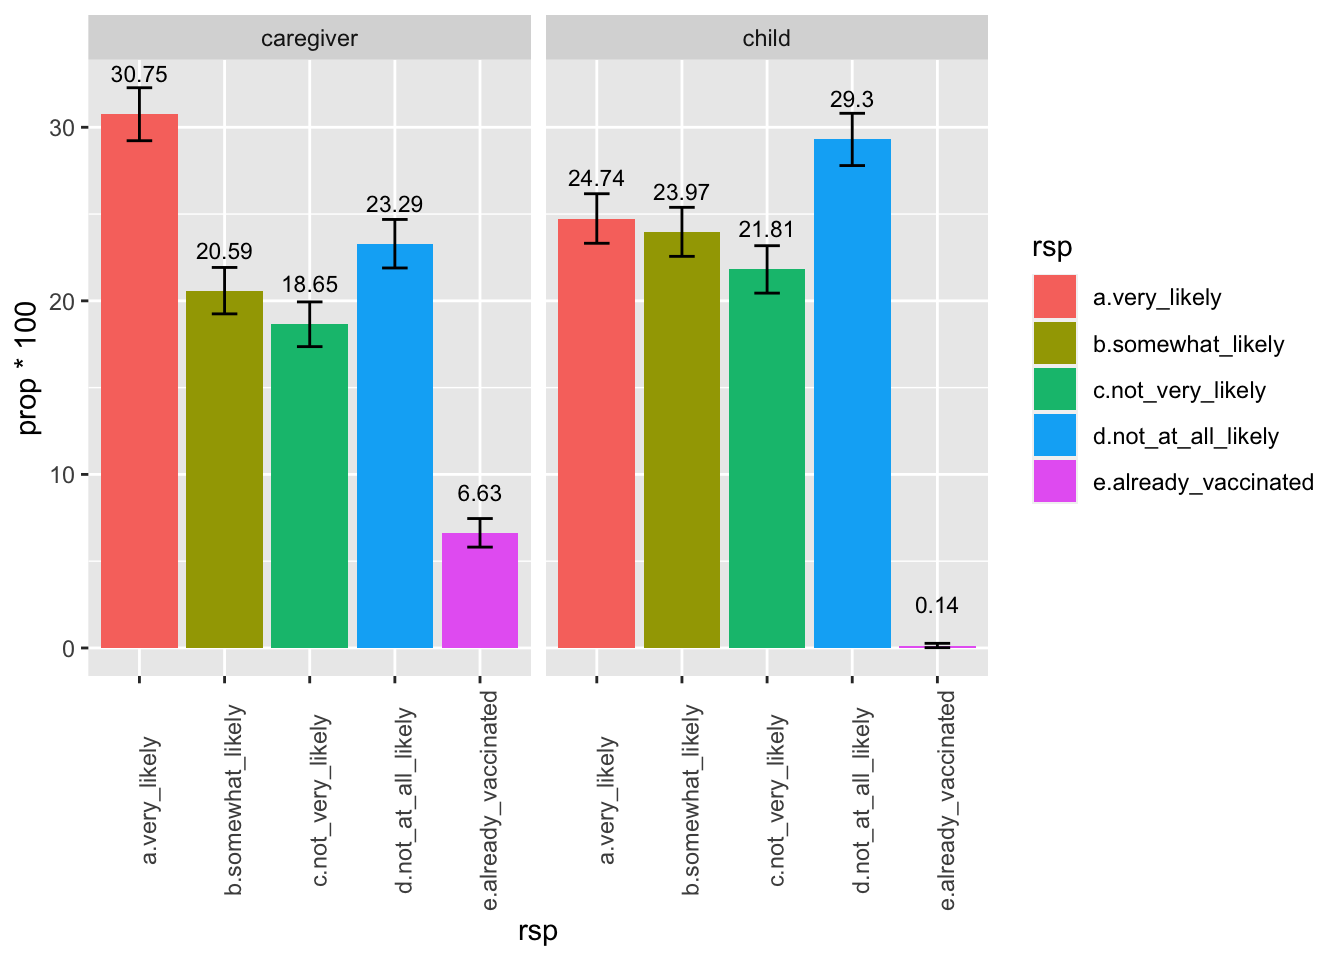 caregiver
child
30.75
20.59
18.65
23.29
6.63
24.74
23.97
21.81
29.3
0.14
prop * 100
30
20
10
0
a.very_likely
b.somewhat_likely
c.not_very_likely
d.not_at_all_likely
e.already_vaccinated
a.very_likely
b.somewhat_likely
c.not_very_likely
d.not_at_all_likely
e.already_vaccinated
rsp
rsp
a.very_likely
b.somewhat_likely
c.not_very_likely
d.not_at_all_likely
e.already_vaccinated